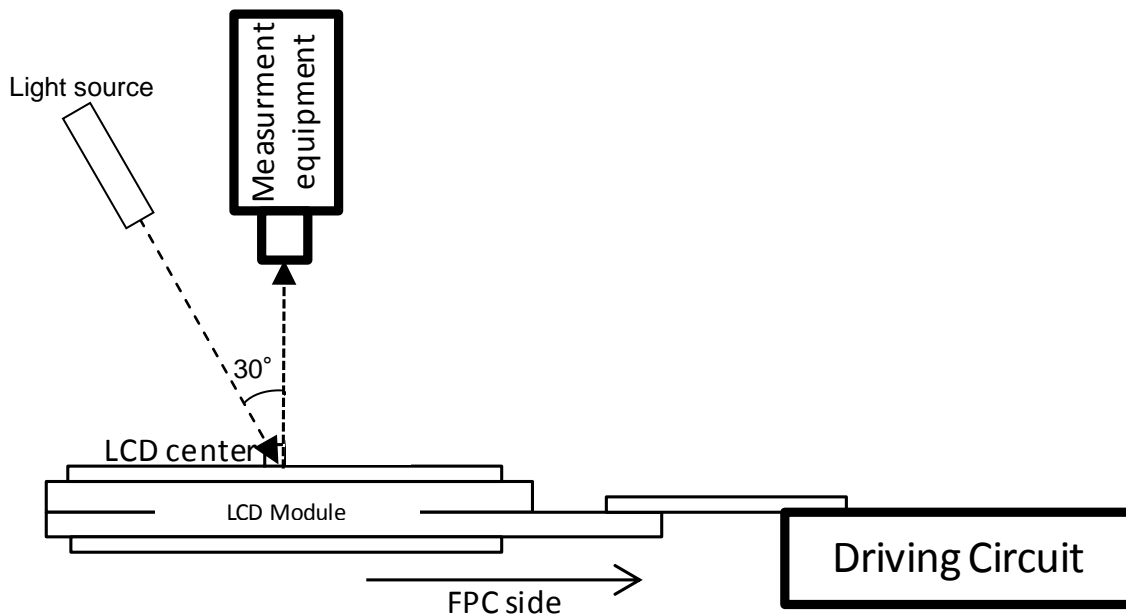 Light source
Measurment
equipment
30°
LCD center
LCD Module
Driving Circuit
FPC side